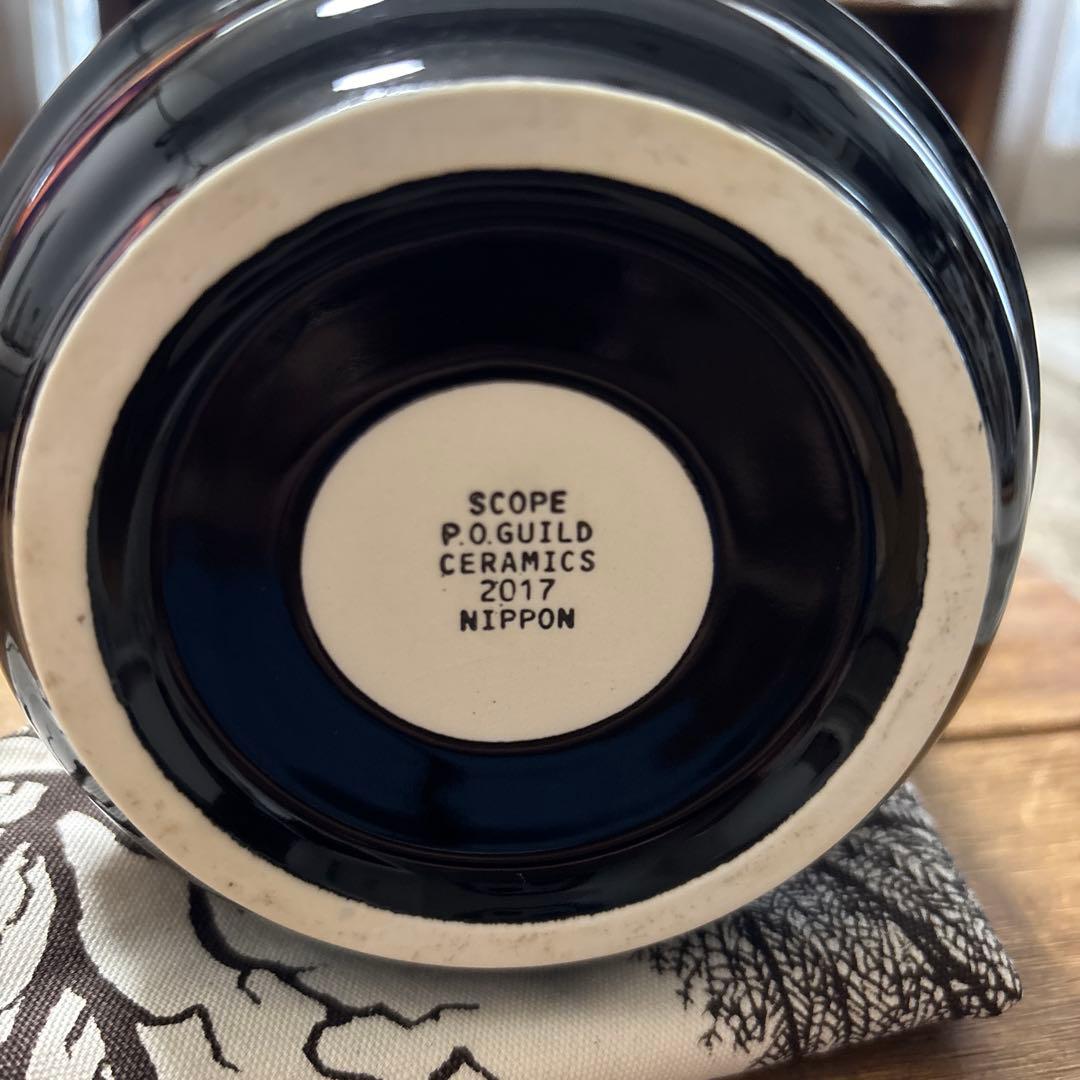 SCOPE
P.O.GUILD
CERAMICS
2017
NIPPON